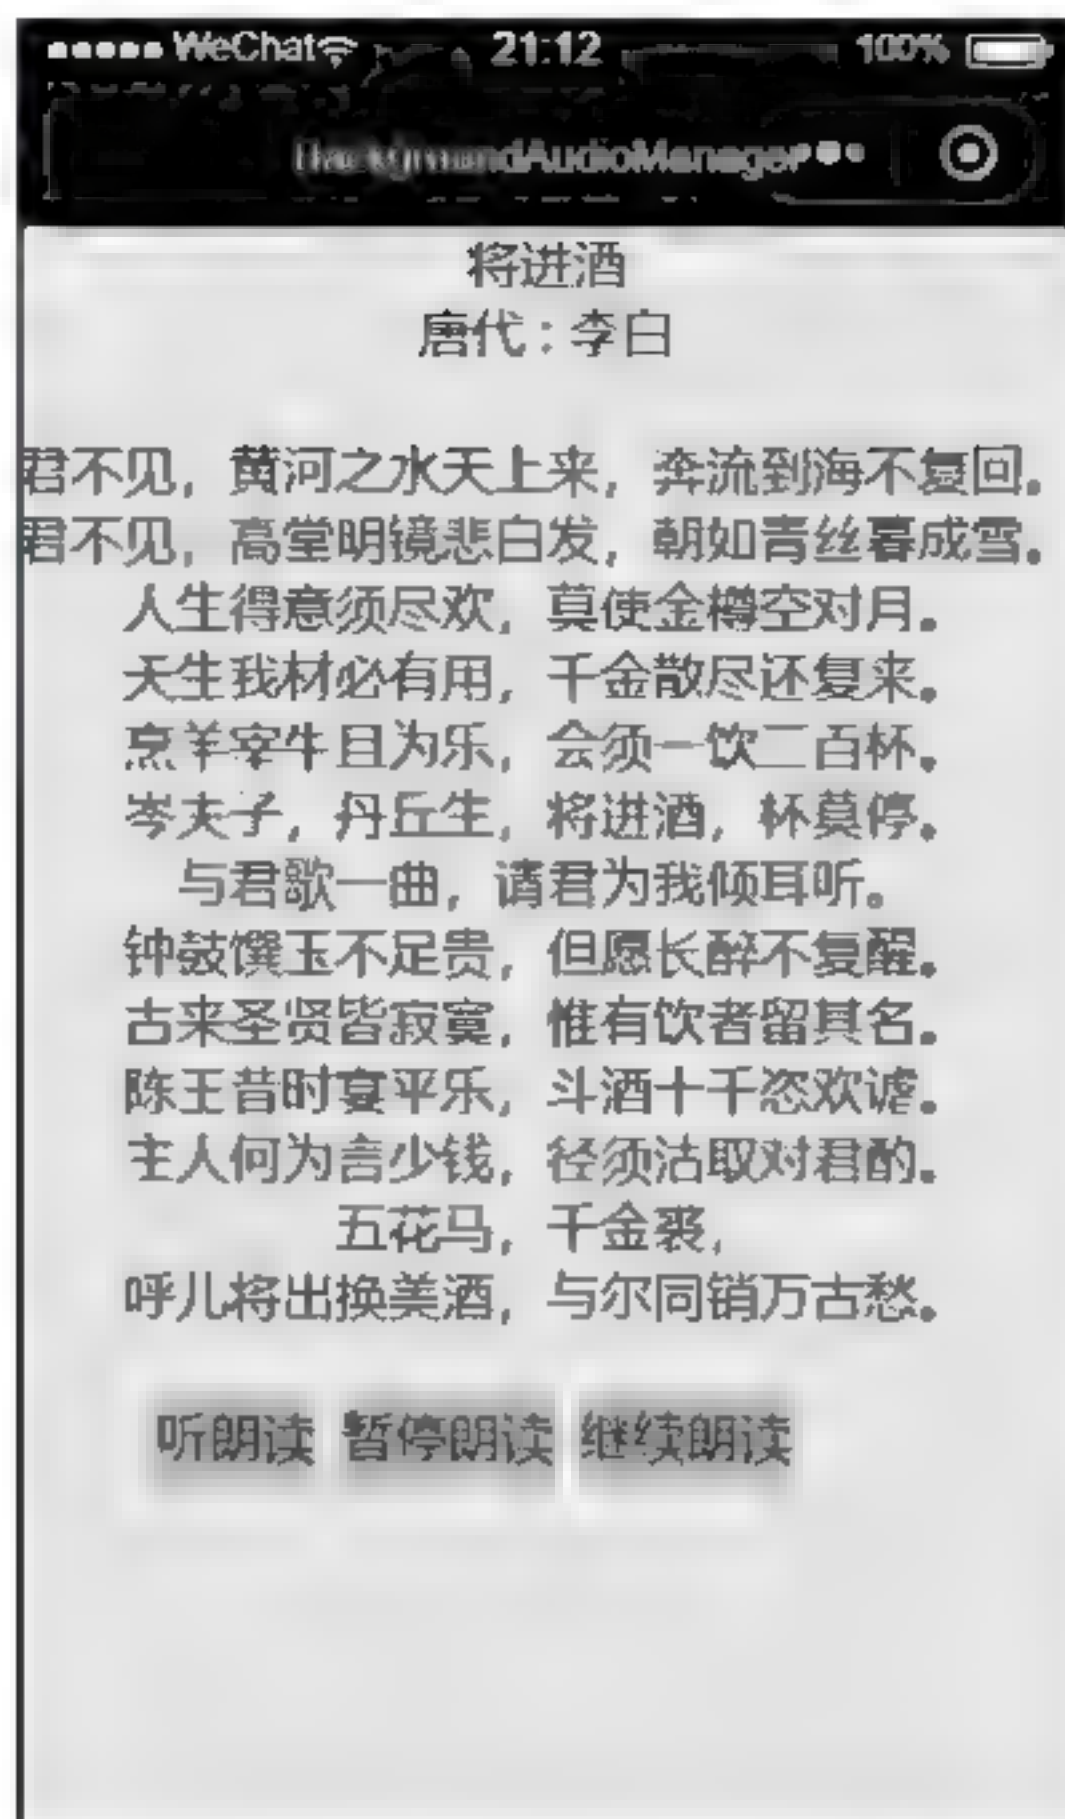 WeChat 21:12 100%
BackgroundAudioManager
将进酒
唐代：李白
君不见，黄河之水天上来，奔流到海不复回。
君不见，高堂明镜悲白发，朝如青丝暮成雪。
人生得意须尽欢，莫使金樽空对月。
天生我材必有用，千金散尽还复来。
烹羊宰牛且为乐，会须一饮二百杯。
岑夫子，丹丘生，将进酒，杯莫停。
与君歌一曲，请君为我倾耳听。
钟鼓馔玉不足贵，但愿长醉不复醒。
古来圣贤皆寂寞，惟有饮者留其名。
陈王昔时宴平乐，斗酒十千恣欢谑。
主人何为言少钱，径须沽取对君酌。
五花马，千金裘，
呼儿将出换美酒，与尔同销万古愁。
听朗读 暂停朗读 继续朗读